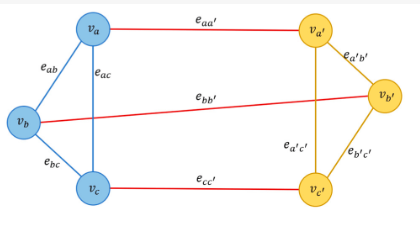 v_a
e_{aa'}
v_{a'}
e_{ab}
e_{ac}
e_{a'b'}
v_b
e_{bb'}
v_{b'}
e_{bc}
e_{a'c'}
e_{b'c'}
v_c
e_{cc'}
v_{c'}